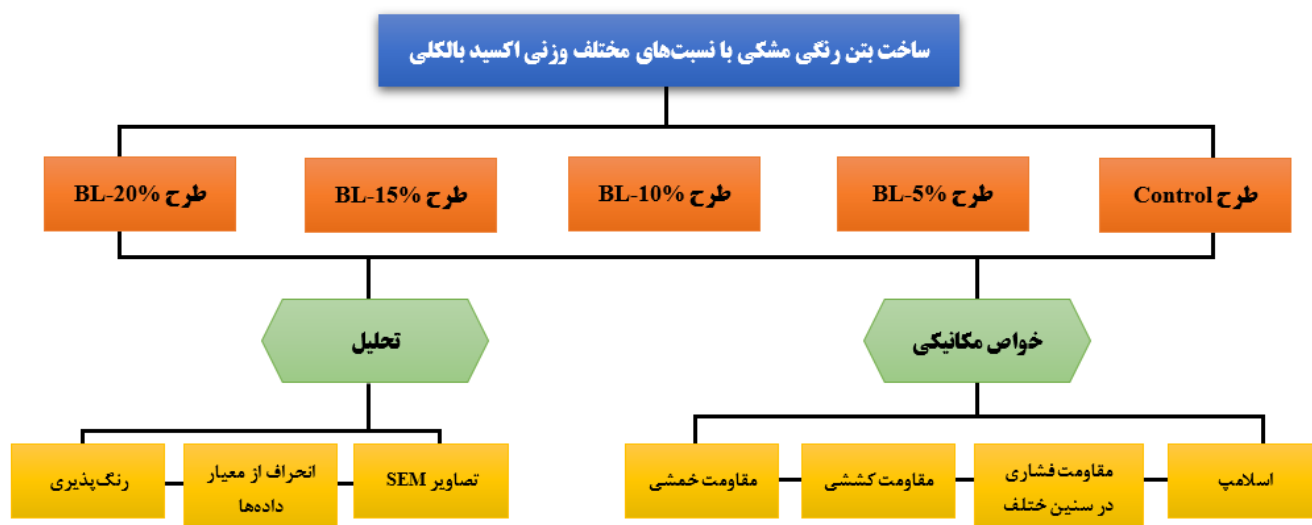 ساخت بتن رنگی مشکی با نسبت‌های مختلف وزنی اکسید بالکلی
طرح Control
طرح BL-5%
طرح BL-10%
طرح BL-15%
طرح BL-20%
خواص مکانیکی
تحلیل
اسلامپ
مقاومت فشاری
در سنین ختلف
مقاومت کششی
مقاومت خمشی
تصاویر SEM
انحراف از معیار
داده‌ها
رنگ‌پذیری